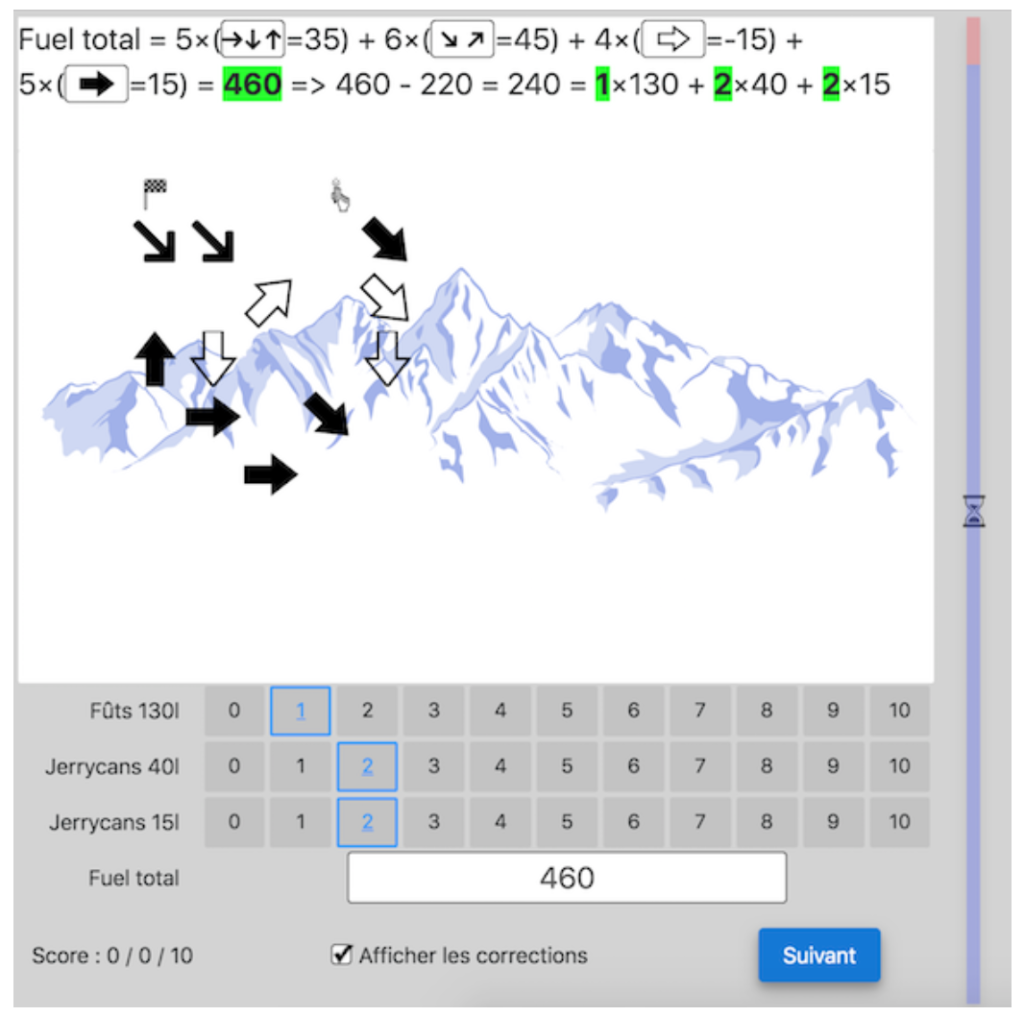 Fuel total = 5×(→↓↑=35) + 6×(↘↗=45) + 4×(⇨=-15) +
5×(➡=15) = 460 => 460 - 220 = 240 = 1×130 + 2×40 + 2×15
Fûts 130l 0 1 2 3 4 5 6 7 8 9 10
Jerrycans 40l 0 1 2 3 4 5 6 7 8 9 10
Jerrycans 15l 0 1 2 3 4 5 6 7 8 9 10
Fuel total 460
Score : 0 / 0 / 10 Afficher les corrections Suivant